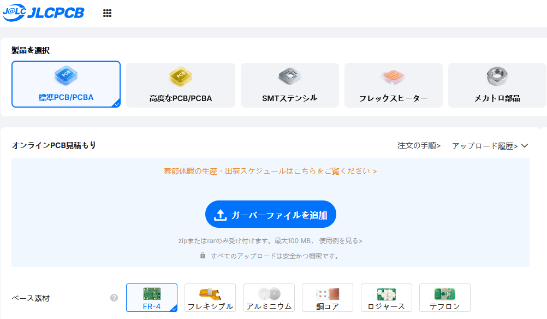 J@LC JLCPCB
製品を選択
標準PCB/PCBA
高度なPCB/PCBA
SMTステンシル
フレックスヒーター
メカトロ部品
オンラインPCB見積もり
注文の手順>
アップロード履歴>
春節休暇の生産・出荷スケジュールはこちらをご覧ください >
ガーバーファイルを追加
zipまたはrarのみ受け付けます。最大100 MB。 使用例を見る>
すべてのアップロードは安全かつ機密です。
ベース素材
FR-4
フレキシブル
アルミニウム
銅コア
ロジャース
テフロン